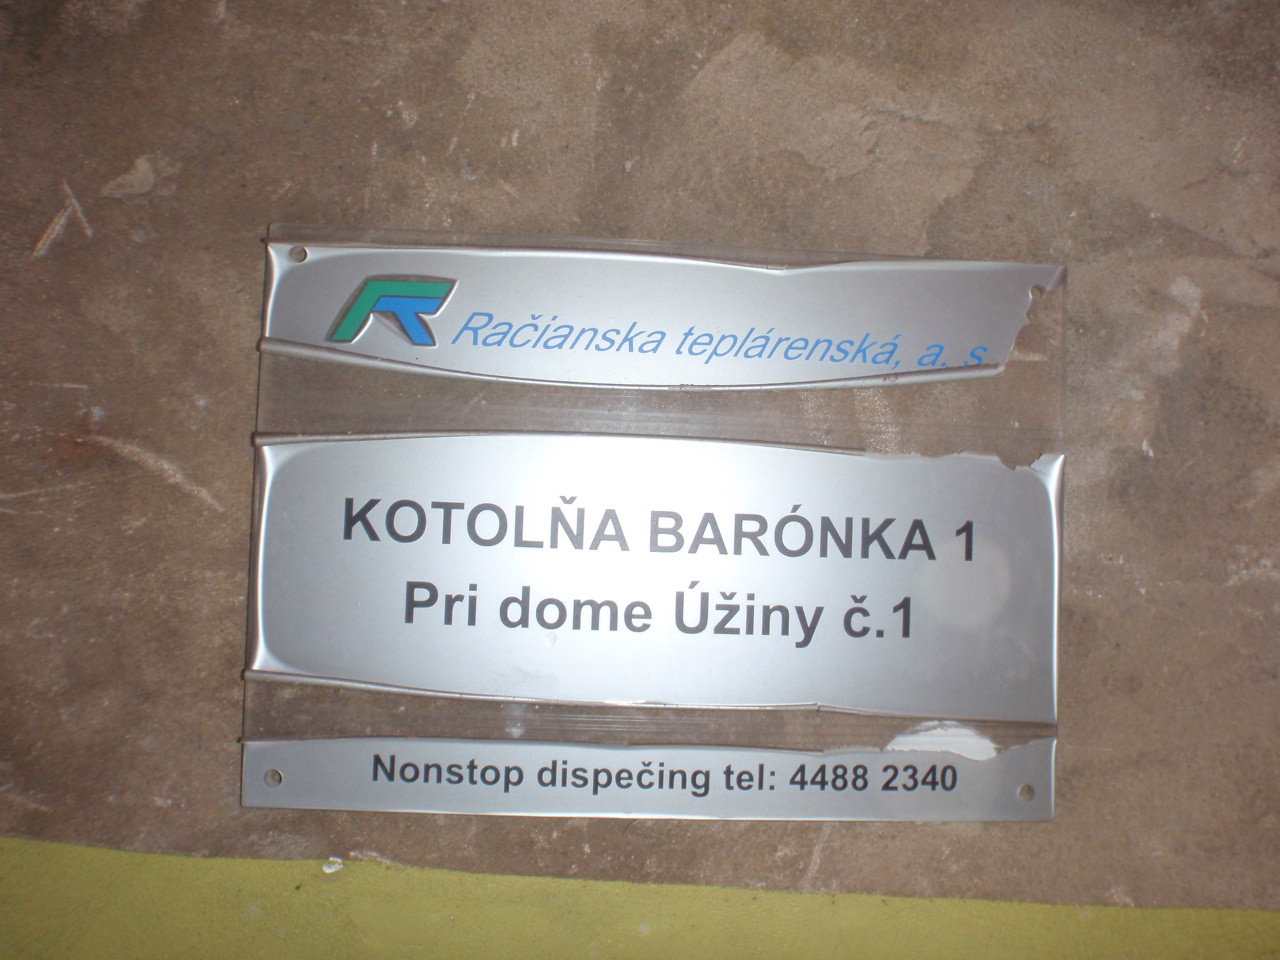 Račianska teplárenská, a. s.
KOTOLŇA BARÓNKA 1
Pri dome Úžiny č.1
Nonstop dispečing tel: 4488 2340